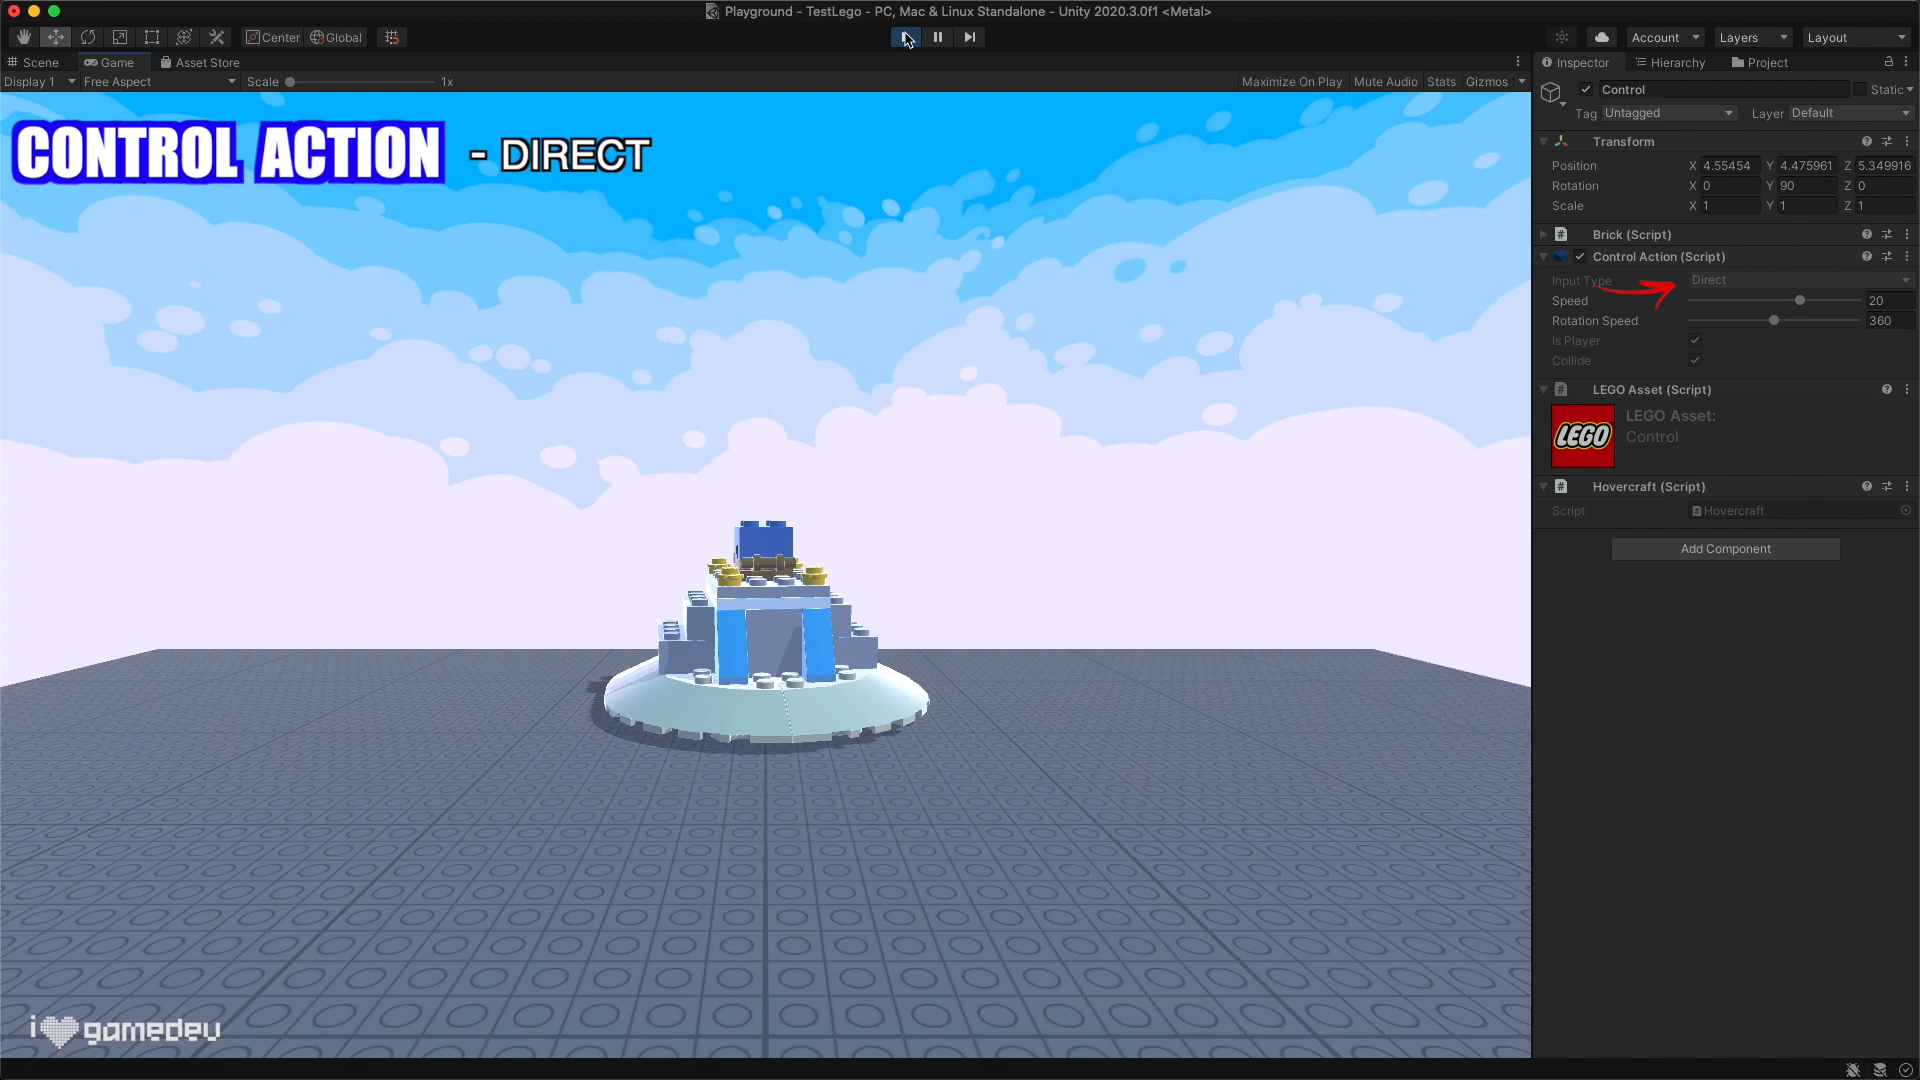 Playground - TestLego - PC, Mac & Linux Standalone - Unity 2020.3.0f1 <Metal>
Center Global
Account Layers Layout
Scene Game Asset Store
Inspector Hierarchy Project
Display 1 Free Aspect Scale 1x Maximize On Play Mute Audio Stats Gizmos
Control Static
Tag Untagged Layer Default
CONTROL ACTION - DIRECT
Transform
Position X 4.55454 Y 4.475961 Z 5.349916
Rotation X 0 Y 90 Z 0
Scale X 1 Y 1 Z 1
# Brick (Script)
Control Action (Script)
Input Type Direct
Speed 20
Rotation Speed 360
Is Player
Collide
# LEGO Asset (Script)
LEGO
LEGO Asset:
Control
# Hovercraft (Script)
Script Hovercraft
Add Component
i gamedev